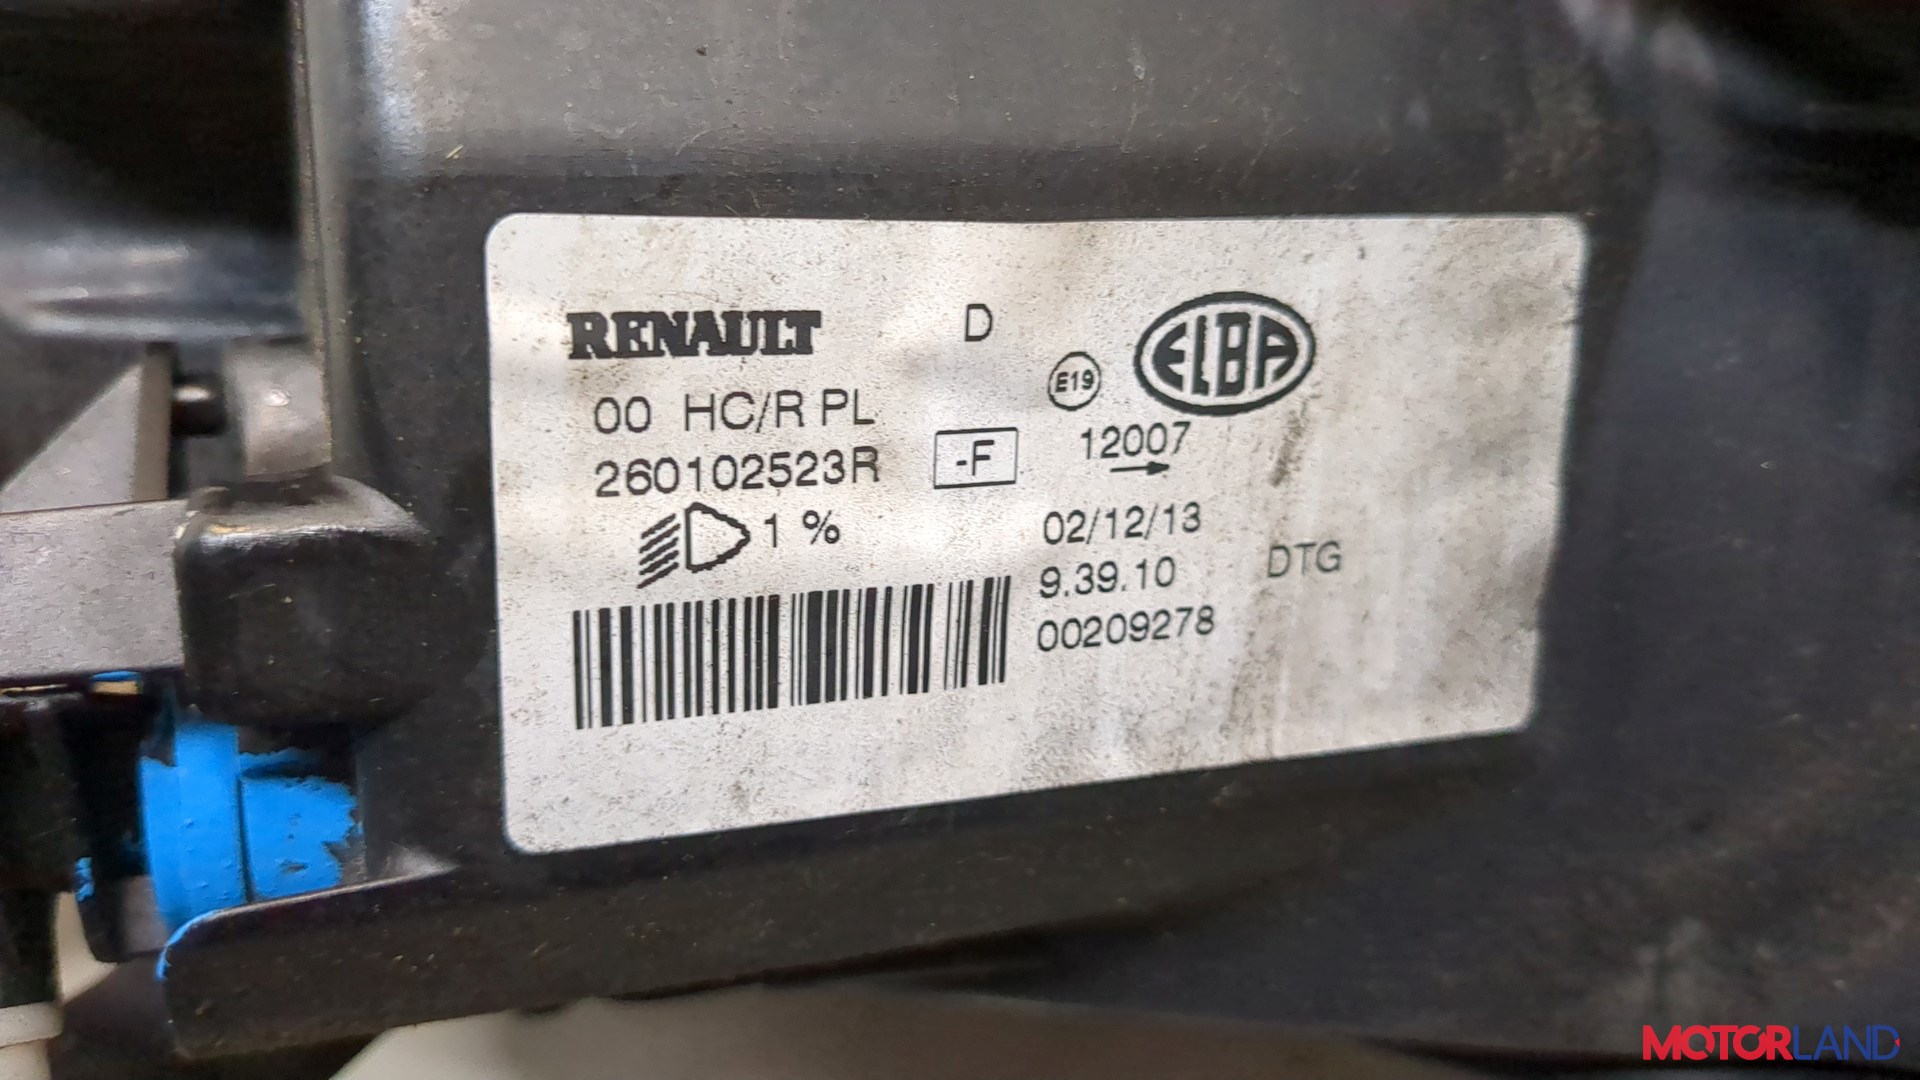 RENAULT D ELBA
E19
00 HC/R PL
260102523R -F 12007
1 % 02/12/13
9.39.10 DTG
00209278
MOTORLAND